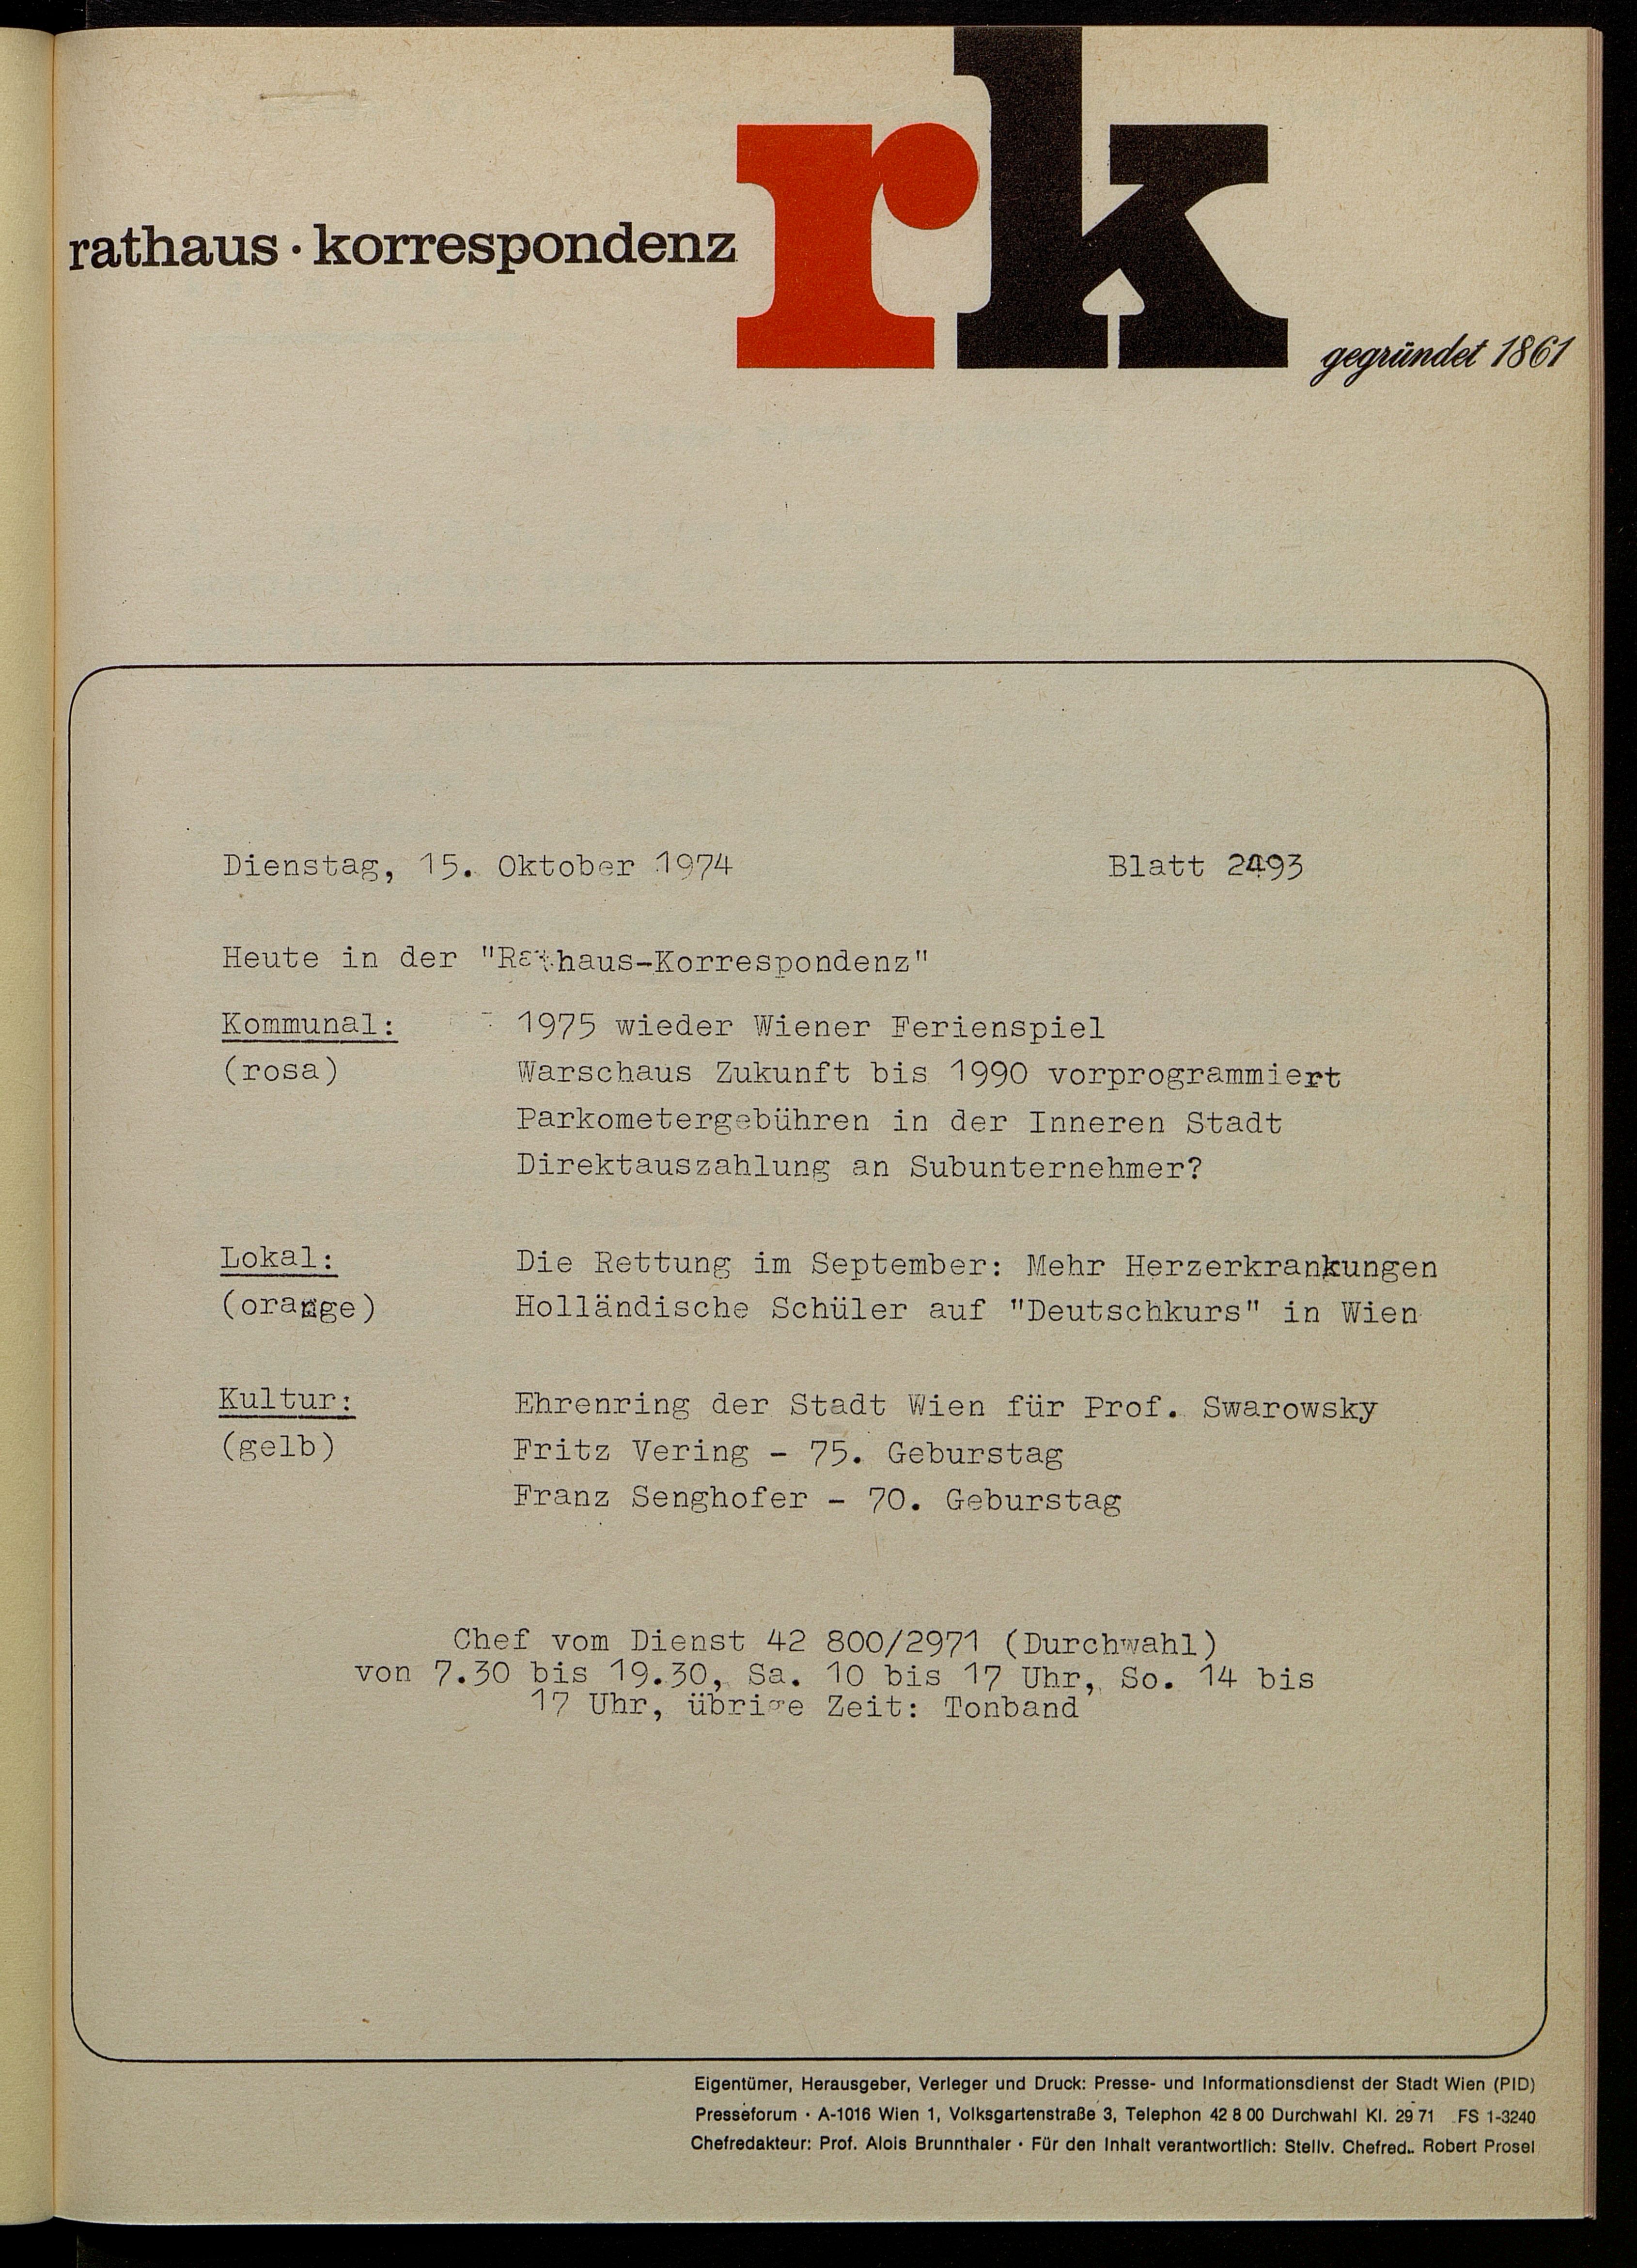 rathaus · korrespondenz
rk
gegründet 1861
Dienstag, 15. Oktober 1974 Blatt 2493
Heute in der "Rathaus-Korrespondenz"
Kommunal: 1975 wieder Wiener Ferienspiel
(rosa) Warschaus Zukunft bis 1990 vorprogrammiert
Parkometergebühren in der Inneren Stadt
Direktauszahlung an Subunternehmer?
Lokal: Die Rettung im September: Mehr Herzerkrankungen
(orange) Holländische Schüler auf "Deutschkurs" in Wien
Kultur: Ehrenring der Stadt Wien für Prof. Swarowsky
(gelb) Fritz Vering - 75. Geburstag
Franz Senghofer - 70. Geburstag
Chef vom Dienst 42 800/2971 (Durchwahl)
von 7.30 bis 19.30, Sa. 10 bis 17 Uhr, So. 14 bis
17 Uhr, übrige Zeit: Tonband
Eigentümer, Herausgeber, Verleger und Druck: Presse- und Informationsdienst der Stadt Wien (PID)
Presseforum · A-1016 Wien 1, Volksgartenstraße 3, Telephon 42 8 00 Durchwahl Kl. 29 71 FS 1-3240
Chefredakteur: Prof. Alois Brunnthaler · Für den Inhalt verantwortlich: Stellv. Chefred.. Robert Prosel